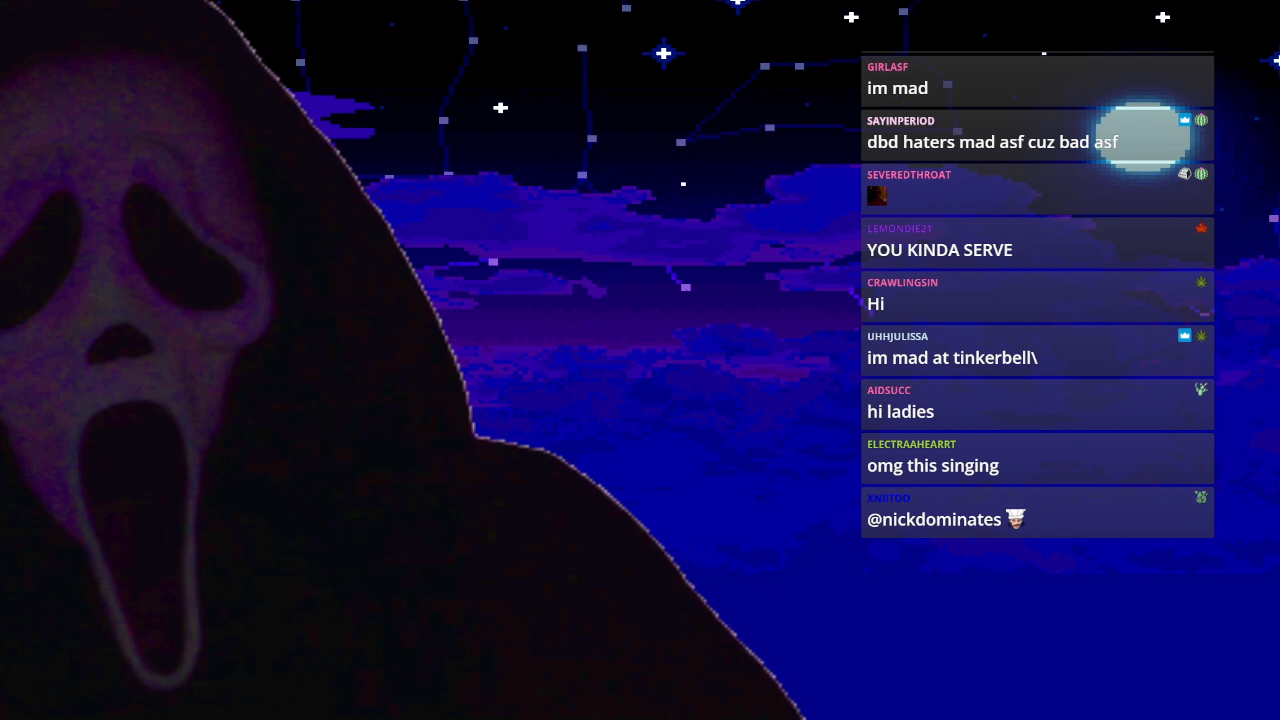 GIRLASF
im mad
SAYINPERIOD
dbd haters mad asf cuz bad asf
SEVEREDTHROAT
LEMONDIE21
YOU KINDA SERVE
CRAWLINGSIN
Hi
UHHJULISSA
im mad at tinkerbell\
AIDSUCC
hi ladies
ELECTRAAHEARRT
omg this singing
XNIITOO
@nickdominates